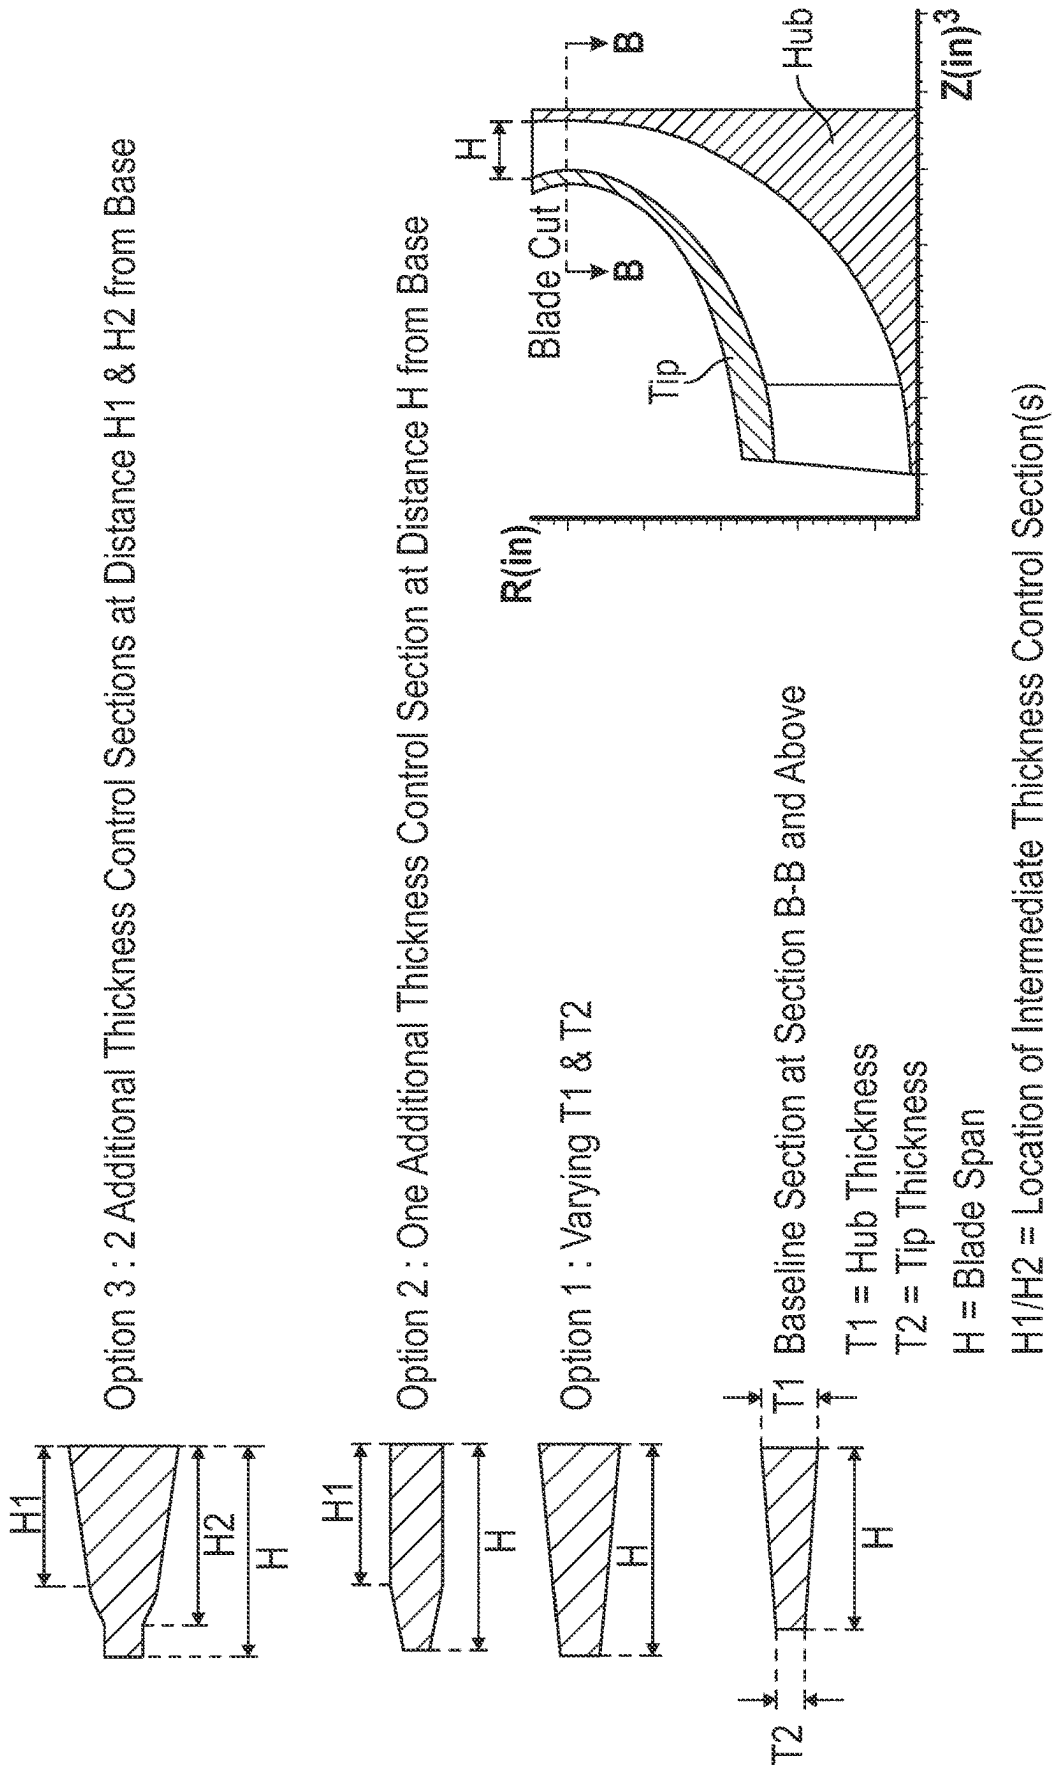 H1
H2
H
Option 3 : 2 Additional Thickness Control Sections at Distance H1 & H2 from Base
H1
H
Option 2 : One Additional Thickness Control Section at Distance H from Base
H
Option 1 : Varying T1 & T2
T2
H
T1
Baseline Section at Section B-B and Above
T1 = Hub Thickness
T2 = Tip Thickness
H = Blade Span
H1/H2 = Location of Intermediate Thickness Control Section(s)
R(in)
Blade Cut
H
B
B
Tip
Hub
Z(in)3